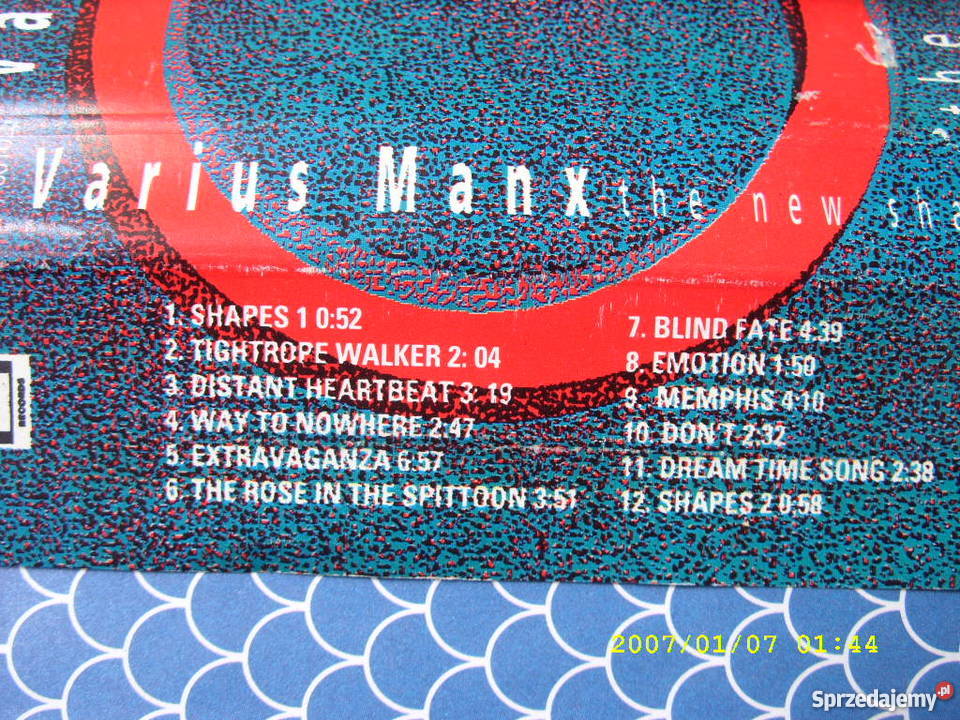 Varius Manx the new sha
the
va
1. SHAPES 1 0:52
2. TIGHTROPE WALKER 2: 04
3. DISTANT HEARTBEAT 3: 19
4. WAY TO NOWHERE 2:47
5. EXTRAVAGANZA 6:57
6. THE ROSE IN THE SPITTOON 3:51
7. BLIND FATE 4:39
8. EMOTION 1:50
9. MEMPHIS 4:10
10. DON'T 2:32
11. DREAM TIME SONG 2:38
12. SHAPES 2 0:58
RECORDS
2007/01/07 01:44
Sprzedajemy.pl